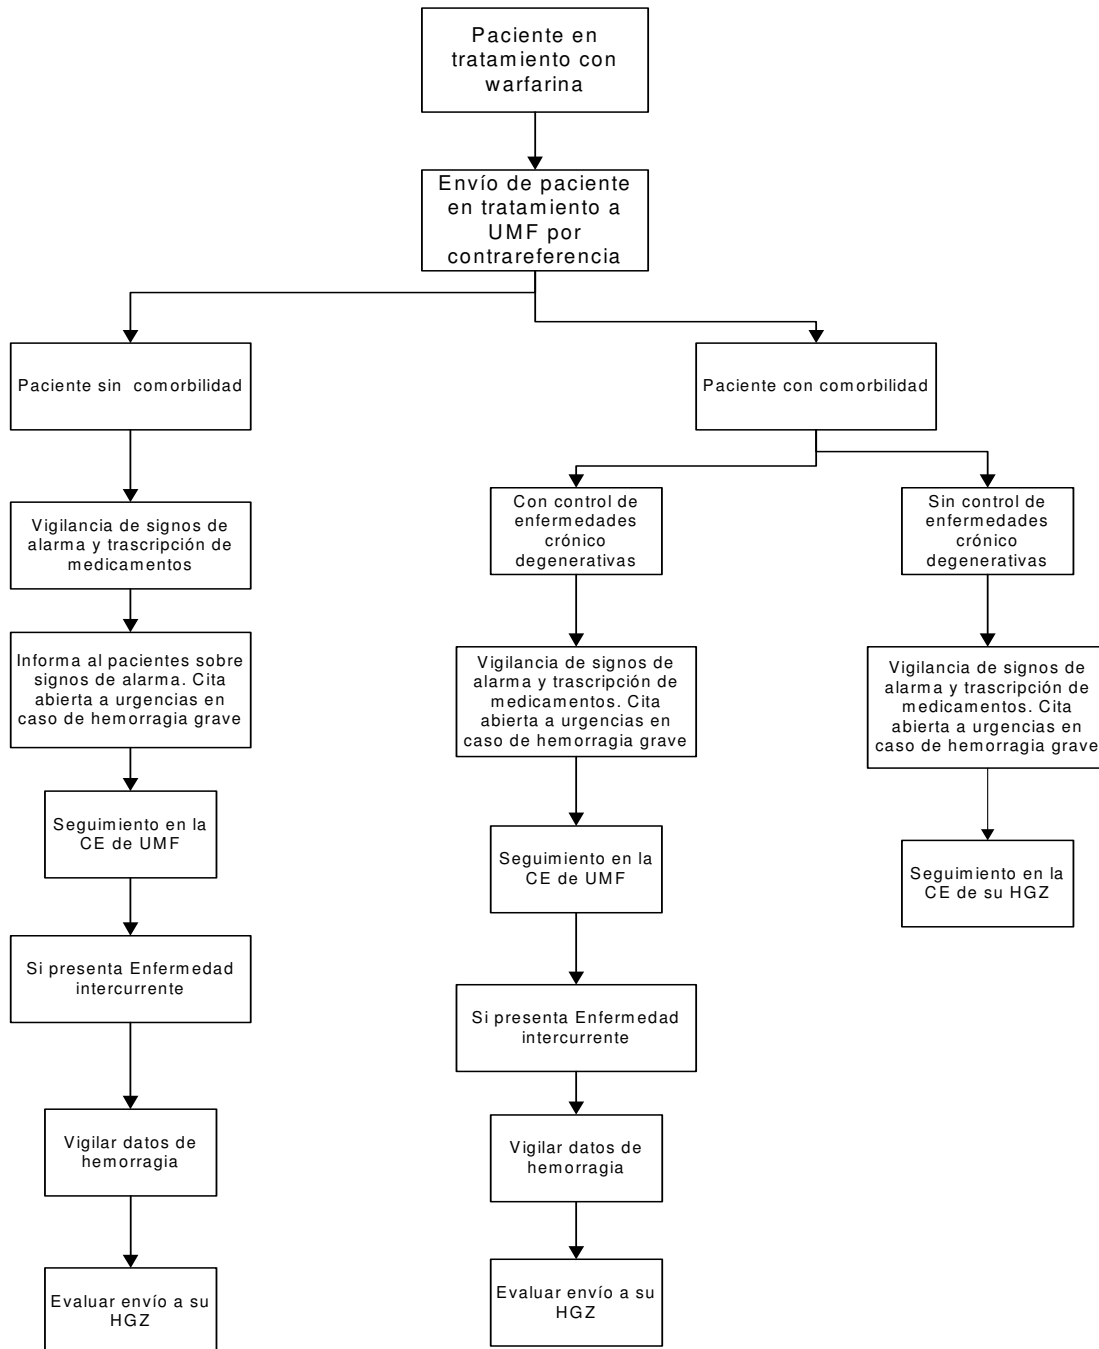 Paciente en
tratamiento con
warfarina
Envío de paciente
en tratamiento a
UMF por
contrareferencia
Paciente sin comorbilidad
Paciente con comorbilidad
Vigilancia de signos de
alarma y trascripción de
medicamentos
Con control de
enfermedades
crónico
degenerativas
Sin control de
enfermedades
crónico
degenerativas
Informa al pacientes sobre
signos de alarma. Cita
abierta a urgencias en
caso de hemorragia grave
Vigilancia de signos de
alarma y trascripción de
medicamentos. Cita
abierta a urgencias en
caso de hemorragia grave
Vigilancia de signos de
alarma y trascripción de
medicamentos. Cita
abierta a urgencias en
caso de hemorragia grave
Seguimiento en la
CE de UMF
Seguimiento en la
CE de UMF
Seguimiento en la
CE de su HGZ
Si presenta Enfermedad
intercurrente
Si presenta Enfermedad
intercurrente
Vigilar datos de
hemorragia
Vigilar datos de
hemorragia
Evaluar envío a su
HGZ
Evaluar envío a su
HGZ